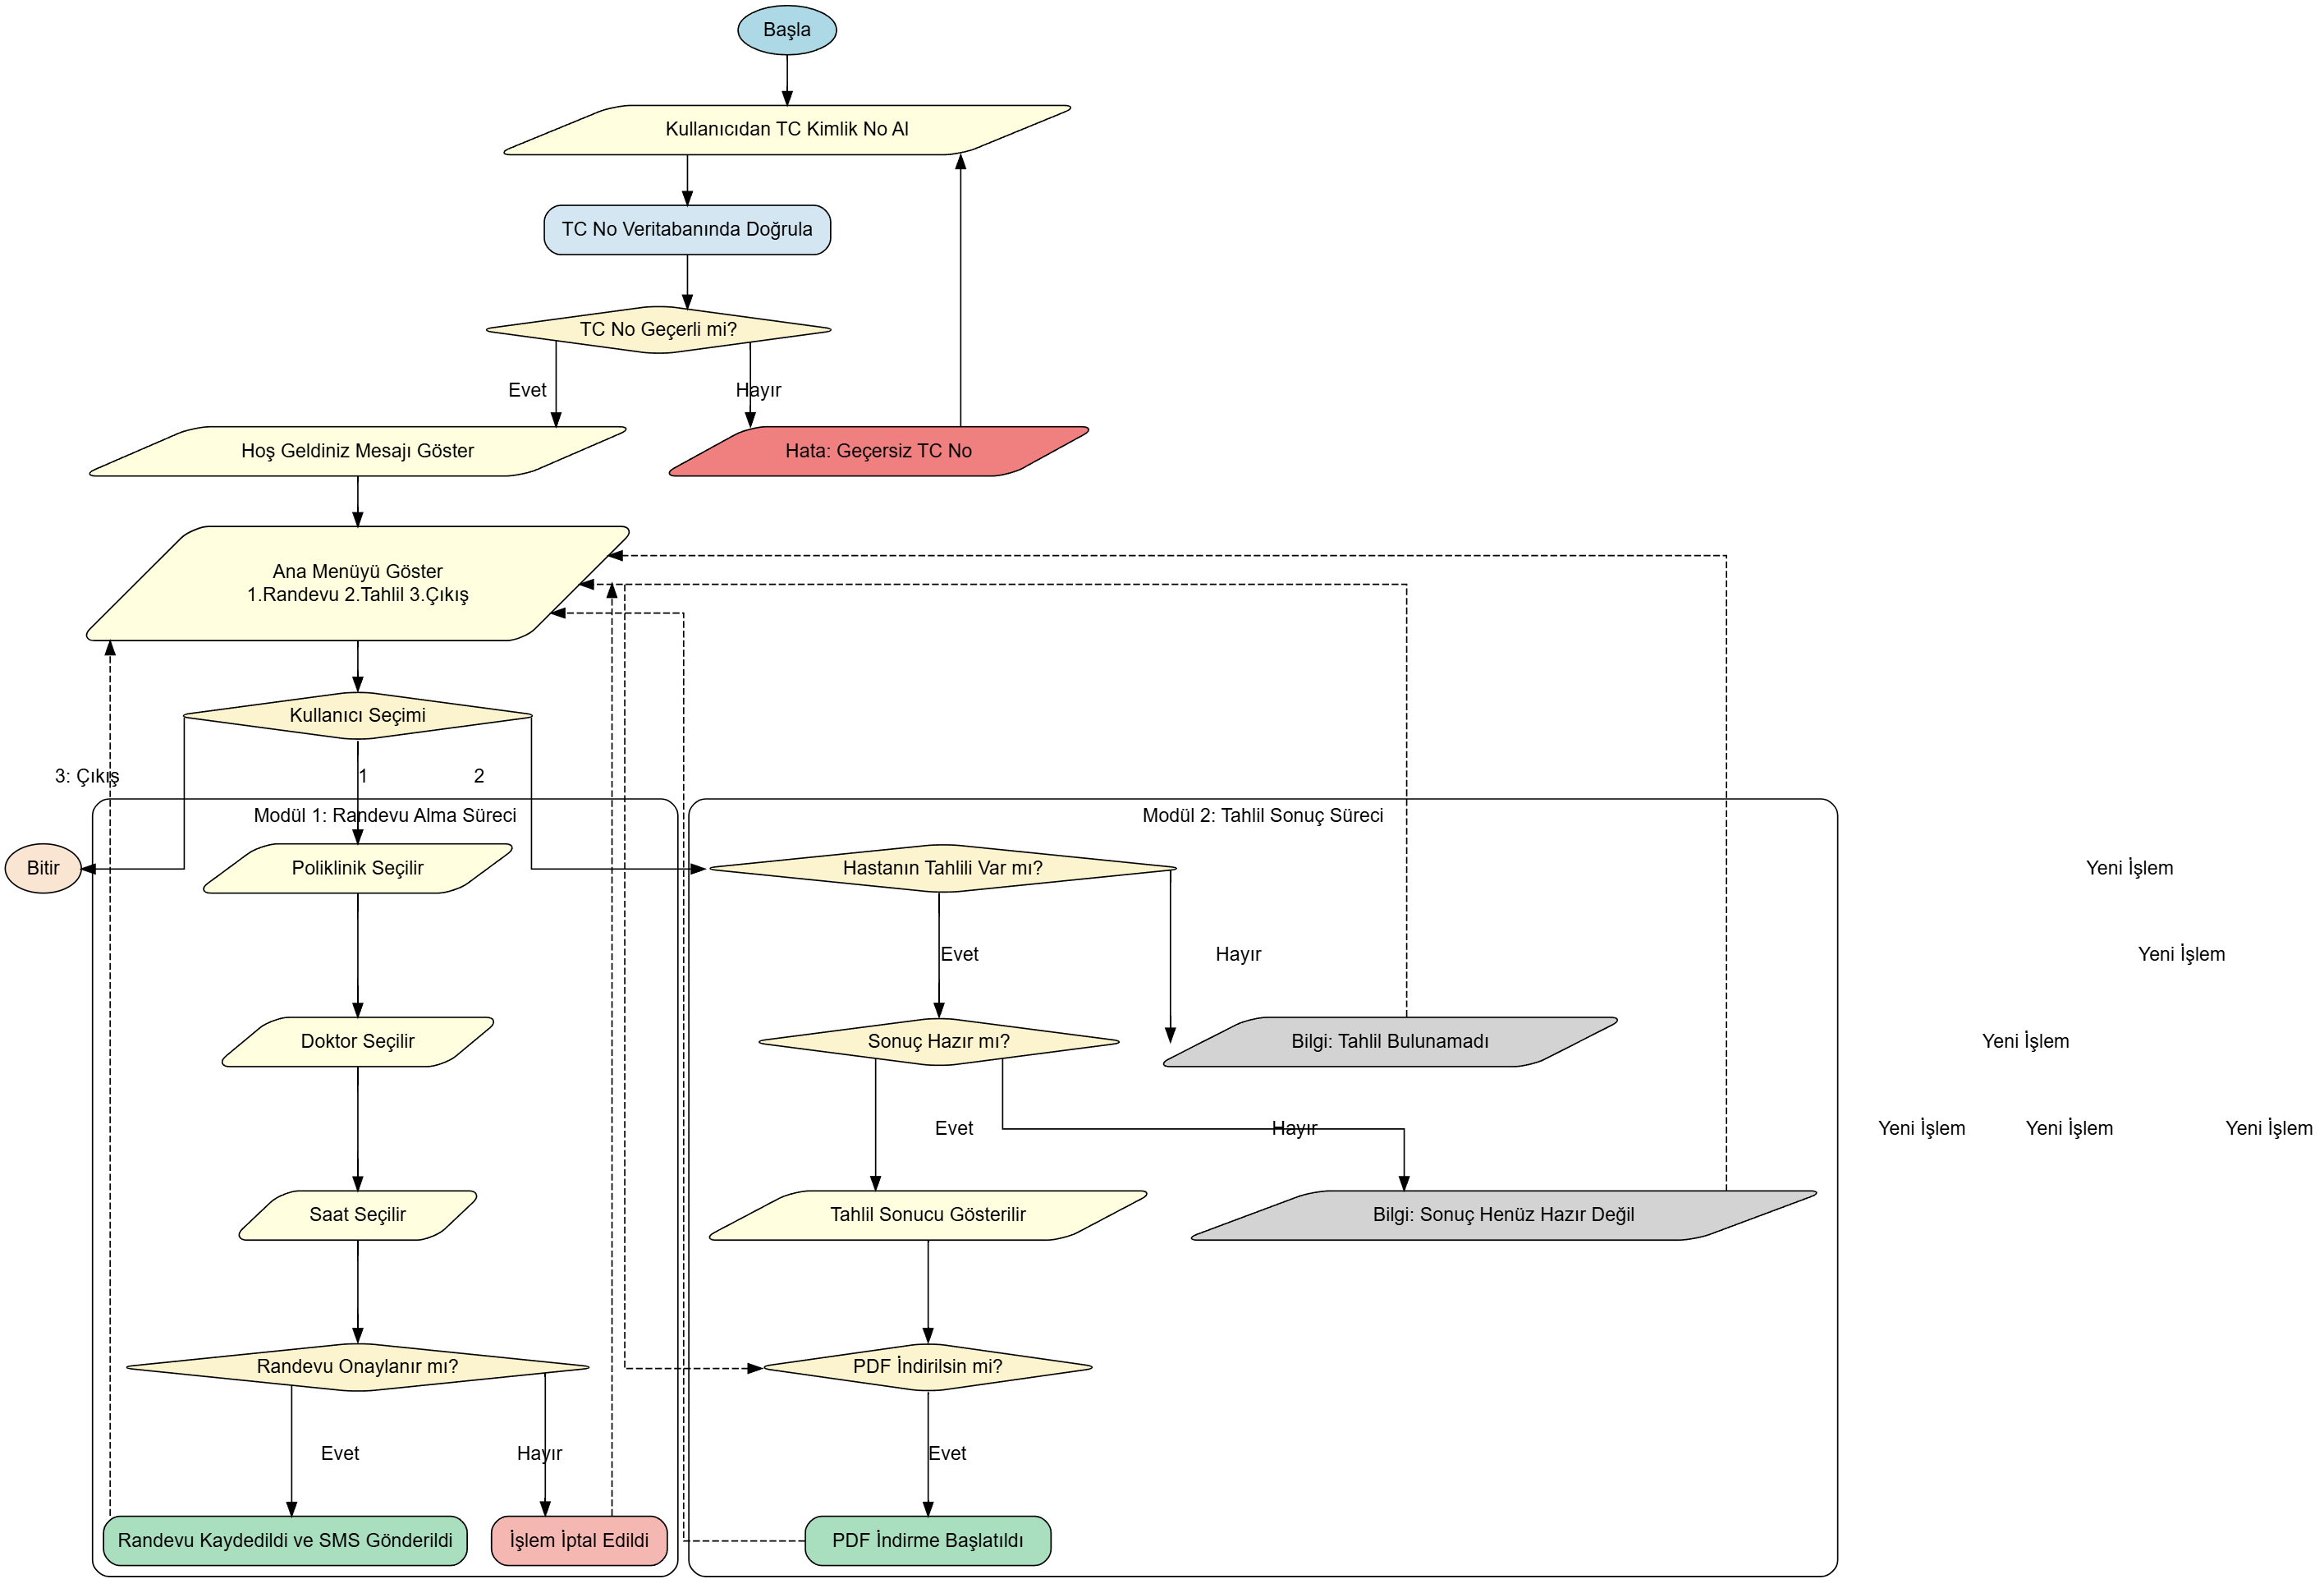 Başla
Kullanıcıdan TC Kimlik No Al
TC No Veritabanında Doğrula
TC No Geçerli mi?
Evet
Hayır
Hoş Geldiniz Mesajı Göster
Hata: Geçersiz TC No
Ana Menüyü Göster
1.Randevu 2.Tahlil 3.Çıkış
Kullanıcı Seçimi
3: Çıkış
1
2
Modül 1: Randevu Alma Süreci
Modül 2: Tahlil Sonuç Süreci
Bitir
Poliklinik Seçilir
Hastanın Tahlili Var mı?
Yeni İşlem
Evet
Hayır
Yeni İşlem
Doktor Seçilir
Sonuç Hazır mı?
Bilgi: Tahlil Bulunamadı
Yeni İşlem
Evet
Hayır
Yeni İşlem
Yeni İşlem
Yeni İşlem
Saat Seçilir
Tahlil Sonucu Gösterilir
Bilgi: Sonuç Henüz Hazır Değil
Randevu Onaylanır mı?
PDF İndirilsin mi?
Evet
Hayır
Evet
Randevu Kaydedildi ve SMS Gönderildi
İşlem İptal Edildi
PDF İndirme Başlatıldı